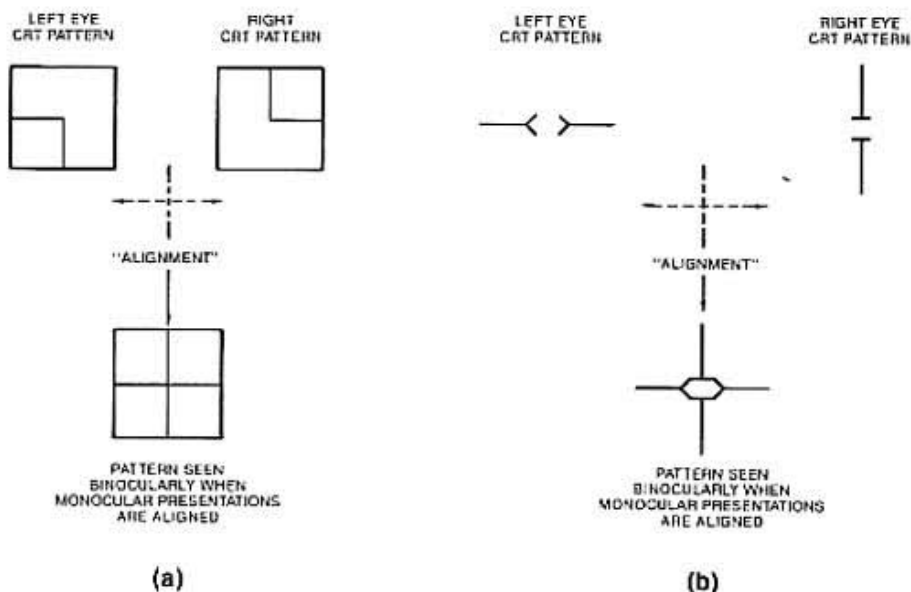 LEFT EYE
CRT PATTERN
RIGHT
CRT PATTERN
"ALIGNMENT"
PATTERN SEEN
BINOCULARLY WHEN
MONOCULAR PRESENTATIONS
ARE ALIGNED
(a)
LEFT EYE
CRT PATTERN
RIGHT EYE
CRT PATTERN
"ALIGNMENT"
PATTERN SEEN
BINOCULARLY WHEN
MONOCULAR PRESENTATIONS
ARE ALIGNED
(b)